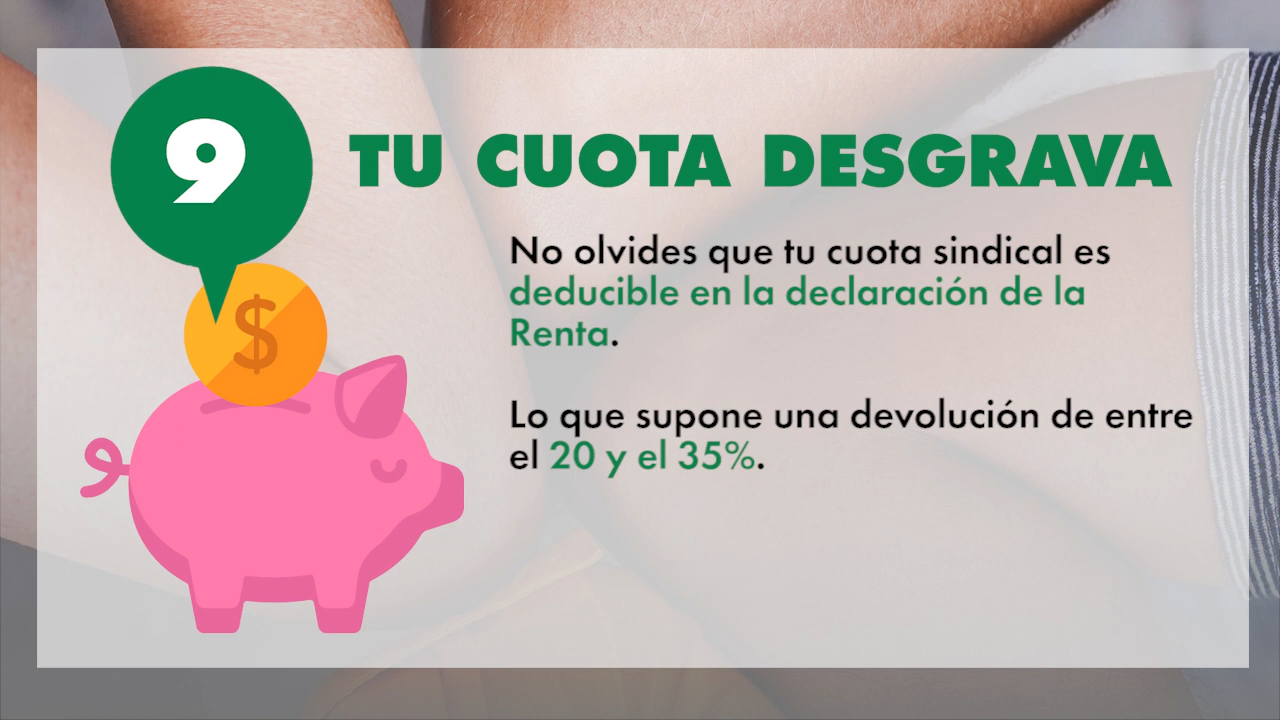 9
TU CUOTA DESGRAVA
No olvides que tu cuota sindical es
deducible en la declaración de la
Renta.
Lo que supone una devolución de entre
el 20 y el 35%.
$